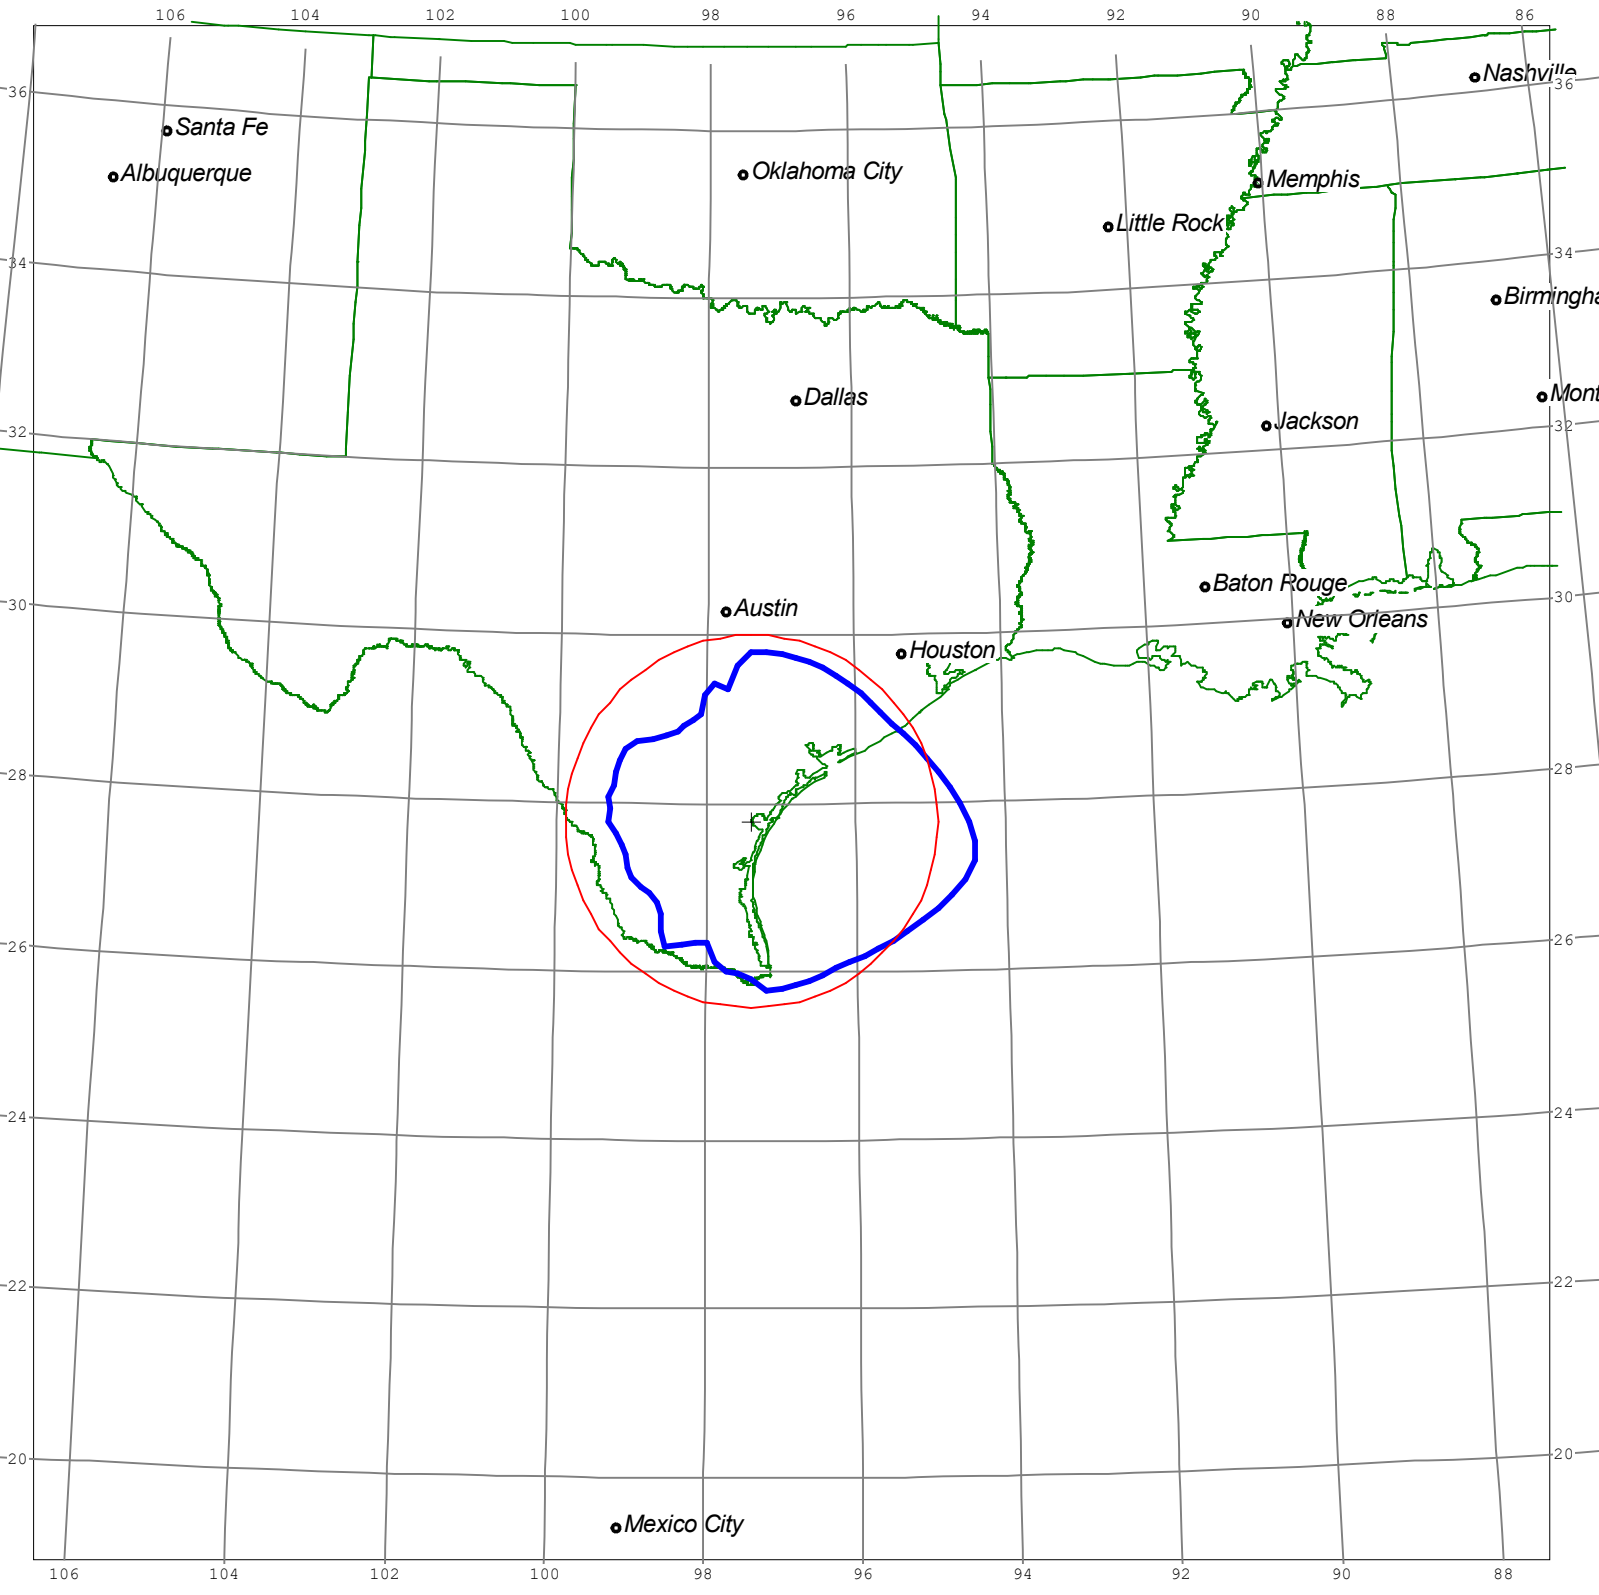 106 104 102 100 98 96 94 92 90 88 86
Nashville
36 36
Santa Fe
Albuquerque
Oklahoma City
Memphis
Little Rock
34 34
Birmingha
Dallas
Mont
Jackson
32 32
Baton Rouge
30 30
Austin
New Orleans
Houston
28 28
26 26
24 24
22 22
20 20
Mexico City
106 104 102 100 98 96 94 92 90 88